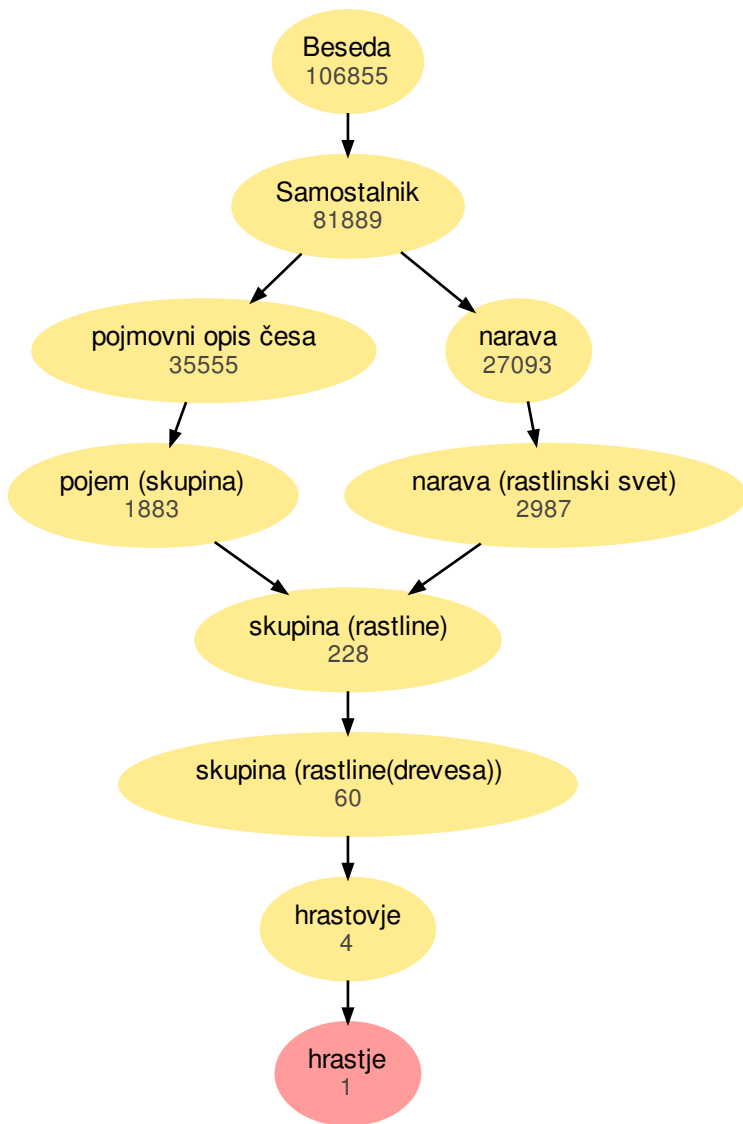 Beseda
106855
Samostalnik
81889
pojmovni opis česa
35555
narava
27093
pojem (skupina)
1883
narava (rastlinski svet)
2987
skupina (rastline)
228
skupina (rastline(drevesa))
60
hrastovje
4
hrastje
1